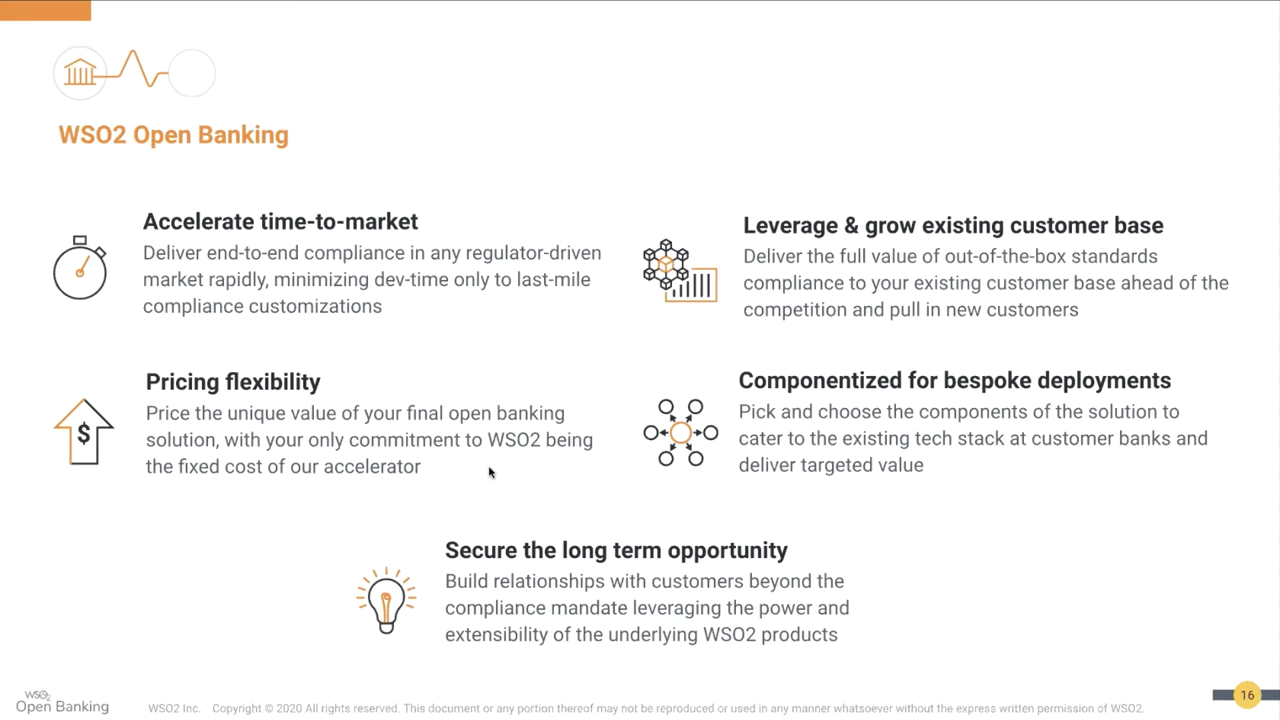 WSO2 Open Banking
Accelerate time-to-market
Deliver end-to-end compliance in any regulator-driven
market rapidly, minimizing dev-time only to last-mile
compliance customizations
Leverage & grow existing customer base
Deliver the full value of out-of-the-box standards
compliance to your existing customer base ahead of the
competition and pull in new customers
Pricing flexibility
Price the unique value of your final open banking
solution, with your only commitment to WSO2 being
the fixed cost of our accelerator
$
Componentized for bespoke deployments
Pick and choose the components of the solution to
cater to the existing tech stack at customer banks and
deliver targeted value
Secure the long term opportunity
Build relationships with customers beyond the
compliance mandate leveraging the power and
extensibility of the underlying WSO2 products
WSO2
Open Banking
WSO2 Inc. Copyright © 2020 All rights reserved. This document or any portion thereof may not be reproduced or used in any manner whatsoever without the express written permission of WSO2.
16